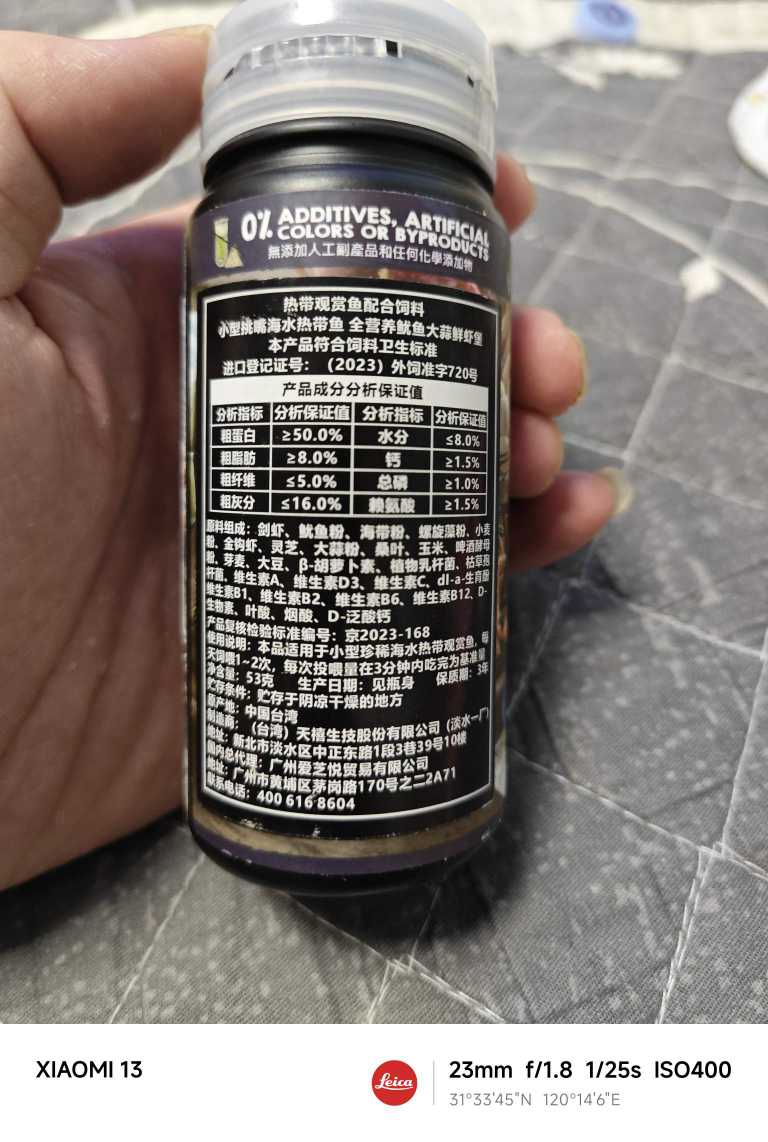 0% ADDITIVES, ARTIFICIAL
COLORS OR BYPRODUCTS
無添加人工副產品和任何化學添加物
热带观赏鱼配合饲料
小型挑嘴海水热带鱼 全营养鱿鱼大蒜鲜虾堡
本产品符合饲料卫生标准
进口登记证号：（2023）外饲准字720号
产品成分分析保证值
分析指标 分析保证值 分析指标 分析保证值
粗蛋白 ≥50.0% 水分 ≤8.0%
粗脂肪 ≥8.0% 钙 ≥1.5%
粗纤维 ≤5.0% 总磷 ≥1.0%
粗灰分 ≤16.0% 赖氨酸 ≥1.5%
原料组成：剑虾、鱿鱼粉、海带粉、螺旋藻粉、小麦
粉、金钩虾、灵芝、大蒜粉、桑叶、玉米、啤酒酵母
粉、芽麦、大豆、β-胡萝卜素、植物乳杆菌、枯草孢
杆菌、维生素A、维生素D3、维生素C、dl-a-生育酚
维生素B1、维生素B2、维生素B6、维生素B12、D-
生物素、叶酸、烟酸、D-泛酸钙
产品复核检验标准编号：京2023-168
使用说明：本品适用于小型珍稀海水热带观赏鱼，每
天饲喂1~2次，每次投喂量在3分钟内吃完为基准量
净含量：53克 生产日期：见瓶身 保质期：3年
贮存条件：贮存于阴凉干燥的地方
原产地：中国台湾
制造商：（台湾）天禧生技股份有限公司（淡水一厂）
地址：新北市淡水区中正东路1段3巷39号10楼
国内总代理：广州爱芝悦贸易有限公司
地址：广州市黄埔区茅岗路170号之二2A71
联系电话：400 616 8604
XIAOMI 13
Leica
23mm f/1.8 1/25s ISO400
31°33'45"N 120°14'6"E